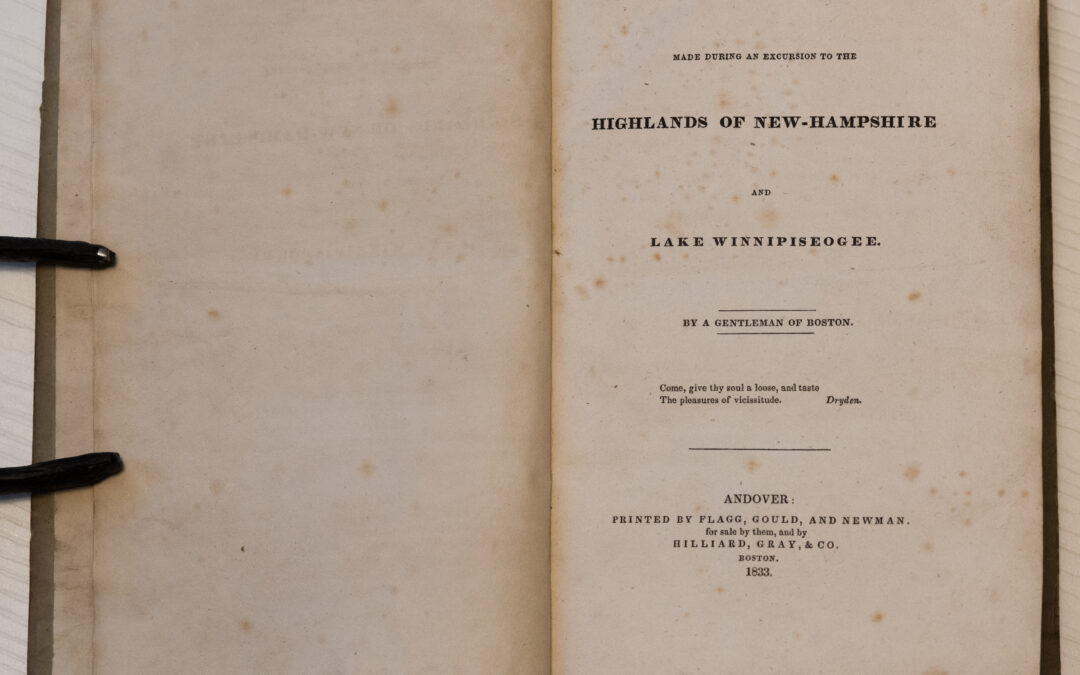 MADE DURING AN EXCURSION TO THE
HIGHLANDS OF NEW-HAMPSHIRE
AND
LAKE WINNIPISEOGEE.
BY A GENTLEMAN OF BOSTON.
Come, give thy soul a loose, and taste
The pleasures of vicissitude. Dryden.
ANDOVER:
PRINTED BY FLAGG, GOULD, AND NEWMAN.
for sale by them, and by
HILLIARD, GRAY, & CO.
BOSTON.
1833.